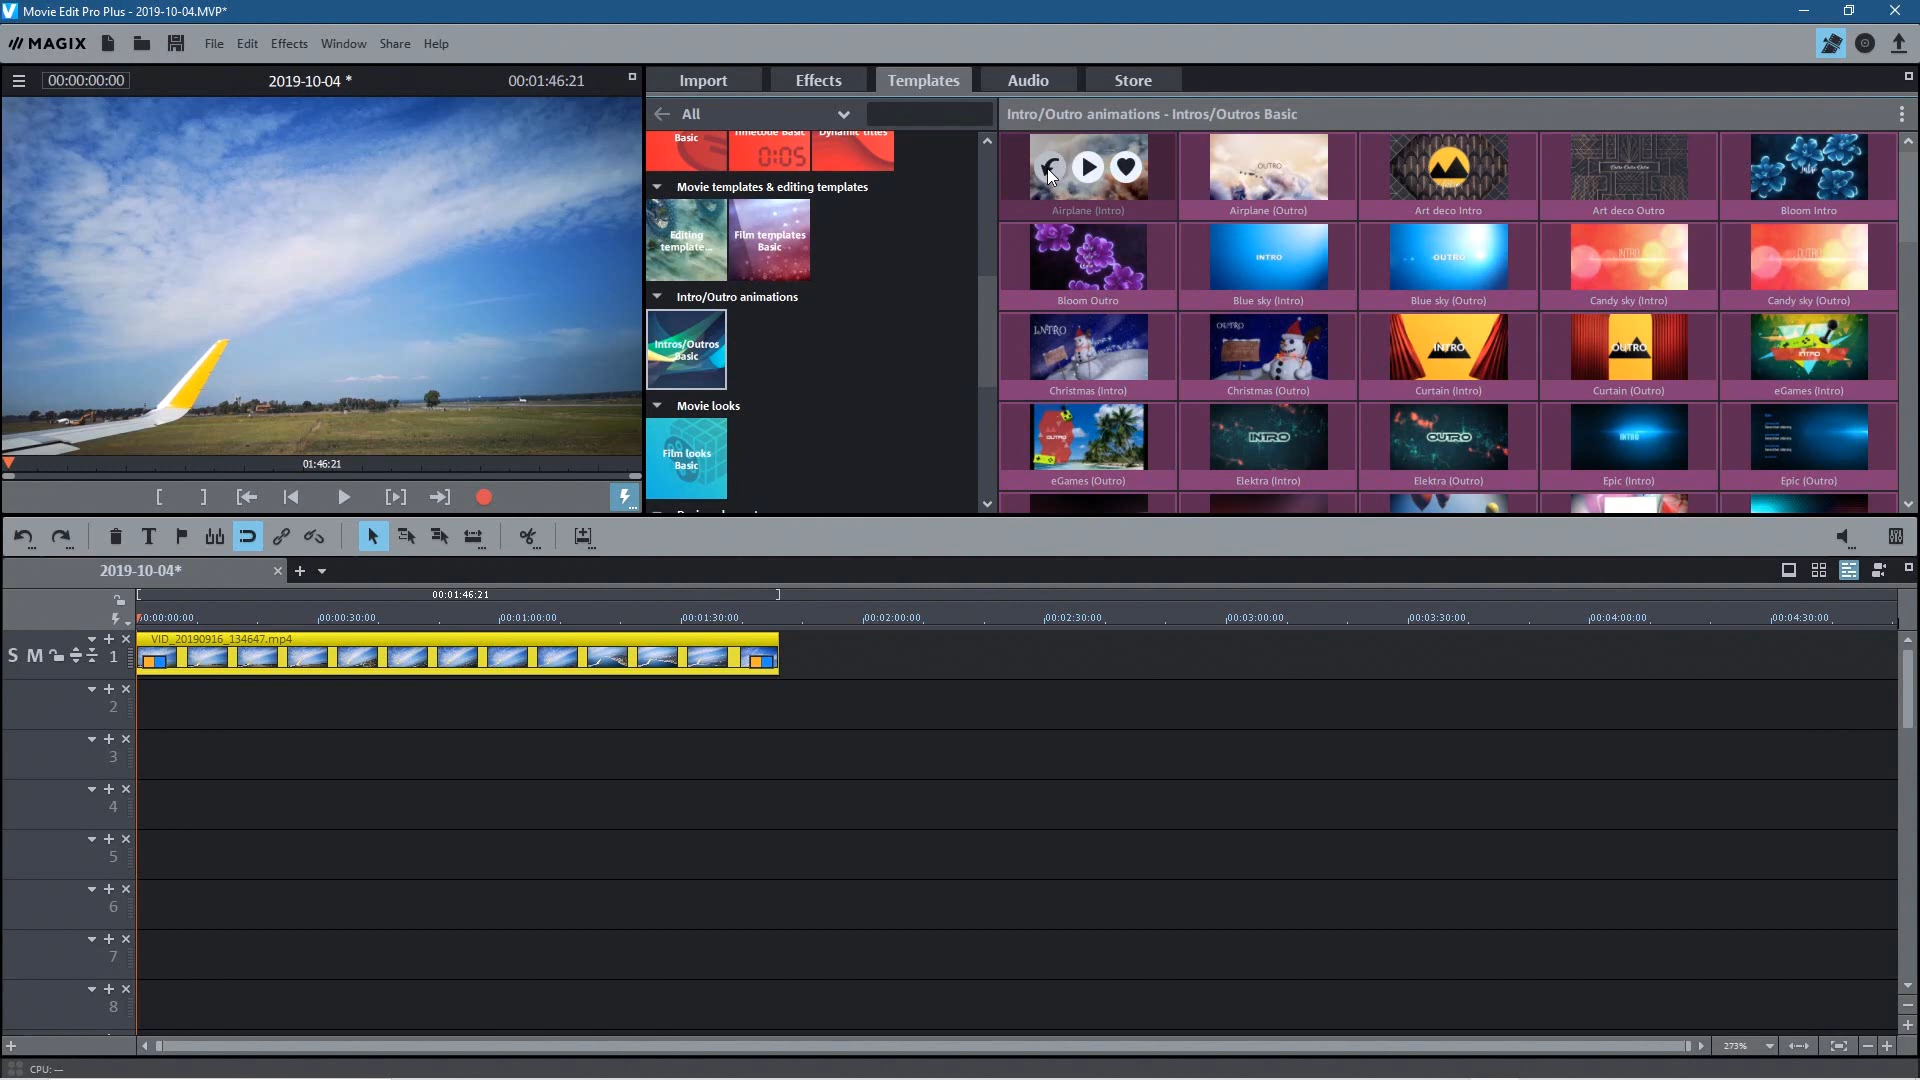 Movie Edit Pro Plus - 2019-10-04.MVP*
MAGIX File Edit Effects Window Share Help
00:00:00:00 2019-10-04 * 00:01:46:21
Import Effects Templates Audio Store
All
Intro/Outro animations - Intros/Outros Basic
Basic Timecode Basic Dynamic titles
0:05
Movie templates & editing templates
Editing template...
Film templates Basic
Intro/Outro animations
Intros/Outros Basic
Movie looks
Film looks Basic
OUTRO
Airplane (Intro) Airplane (Outro) Art deco Intro Art deco Outro Bloom Intro
INTRO OUTRO INTRO OUTRO
Bloom Outro Blue sky (Intro) Blue sky (Outro) Candy sky (Intro) Candy sky (Outro)
INTRO OUTRO INTRO OUTRO INTRO
Christmas (Intro) Christmas (Outro) Curtain (Intro) Curtain (Outro) eGames (Intro)
OUTRO INTRO OUTRO INTRO
eGames (Outro) Elektra (Intro) Elektra (Outro) Epic (Intro) Epic (Outro)
01:46:21
2019-10-04*
00:01:46:21
00:00:00:00 00:00:30:00 00:01:00:00 00:01:30:00 00:02:00:00 00:02:30:00 00:03:00:00 00:03:30:00 00:04:00:00 00:04:30:00
VID_20190916_134647.mp4
S M 1
2
3
4
5
6
7
8
273%
CPU: —